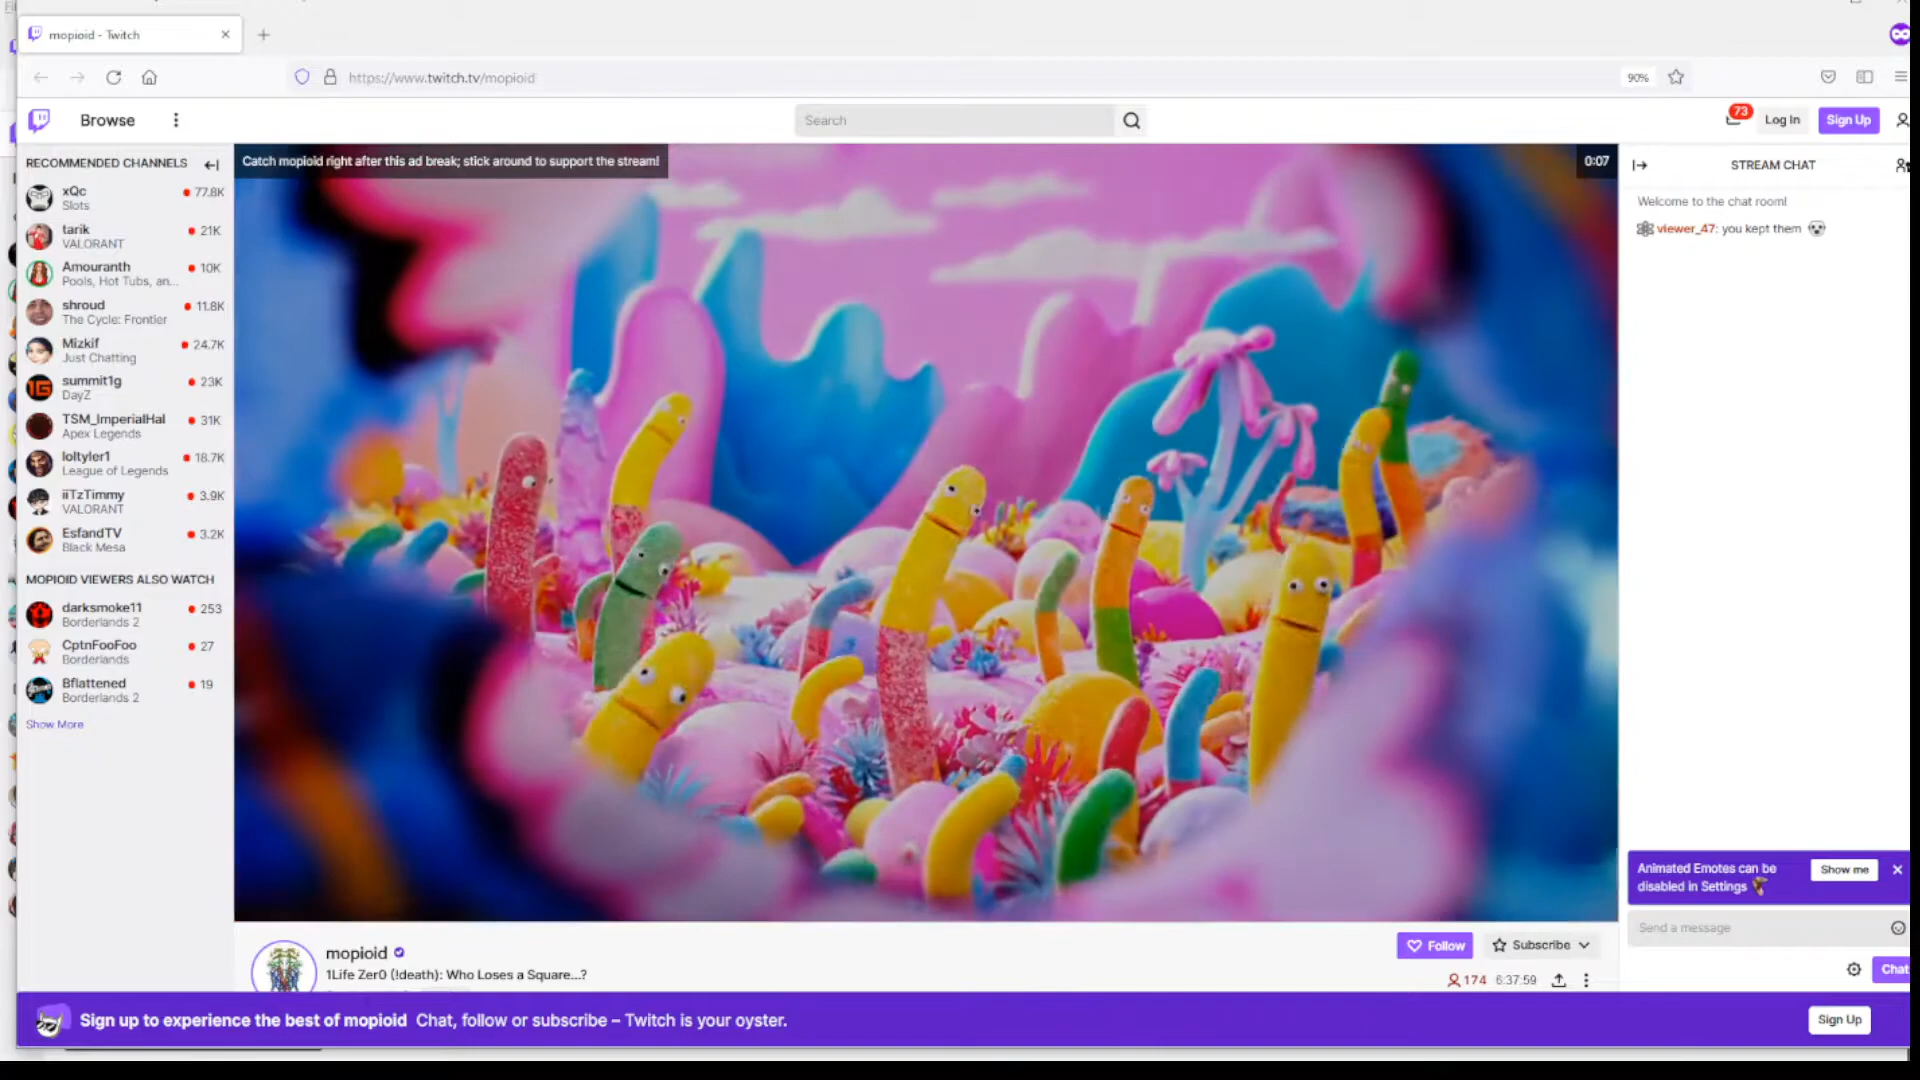 mopioid - Twitch
https://www.twitch.tv/mopioid
90%
Browse
Search
73
Log In
Sign Up
RECOMMENDED CHANNELS
xQc
Slots
77.8K
tarik
VALORANT
21K
Amouranth
Pools, Hot Tubs, an...
10K
shroud
The Cycle: Frontier
11.8K
Mizkif
Just Chatting
24.7K
summit1g
DayZ
23K
TSM_ImperialHal
Apex Legends
31K
loltyler1
League of Legends
18.7K
iiTzTimmy
VALORANT
3.9K
EsfandTV
Black Mesa
3.2K
MOPIOID VIEWERS ALSO WATCH
darksmoke11
Borderlands 2
253
CptnFooFoo
Borderlands
27
Bflattened
Borderlands 2
19
Show More
Catch mopioid right after this ad break; stick around to support the stream!
0:07
STREAM CHAT
Welcome to the chat room!
viewer_47: you kept them
Animated Emotes can be
disabled in Settings
Show me
Send a message
Chat
mopioid
1Life Zer0 (!death): Who Loses a Square...?
Follow
Subscribe
174
6:37:59
Sign up to experience the best of mopioid Chat, follow or subscribe – Twitch is your oyster.
Sign Up